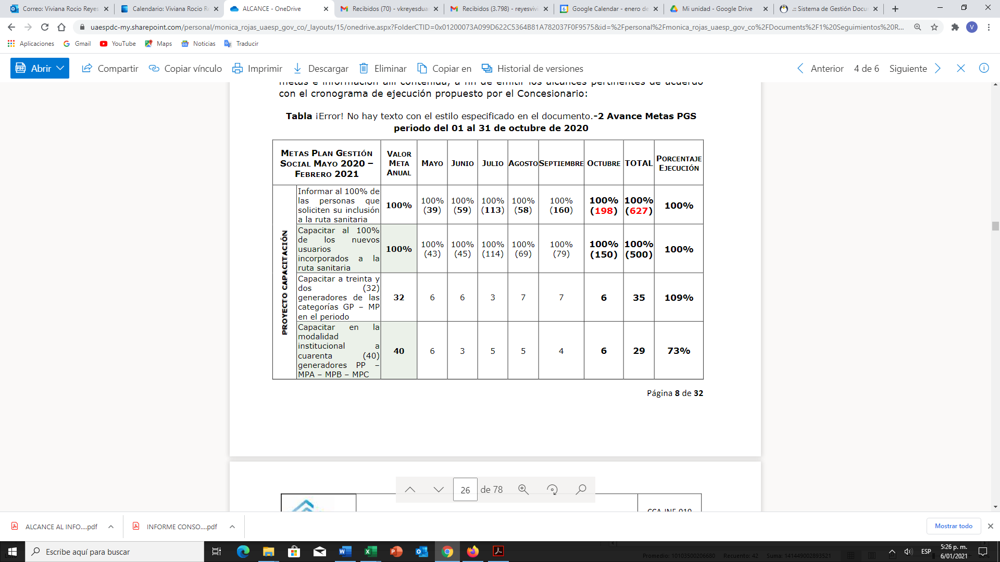 Correo: Viviana Rocio Reyes
Calendario: Viviana Rocio Re
ALCANCE - OneDrive
Recibidos (70) - vkreyesdua
Recibidos (3.798) - reyesvivi
Google Calendar - enero de
Mi unidad - Google Drive
.:: Sistema de Gestión Docu
uaespdc-my.sharepoint.com/personal/monica_rojas_uaesp_gov_co/_layouts/15/onedrive.aspx?FolderCTID=0x01200073A099D622C5364B81A782037F0F9575&id=%2Fpersonal%2Fmonica_rojas_uaesp_gov_co%2FDocuments%2F1%20Seguimientos%20R...
V
Aplicaciones Gmail YouTube Maps Noticias Traducir
Abrir Compartir Copiar vínculo Imprimir Descargar Eliminar Copiar en Historial de versiones Anterior 4 de 6 Siguiente
metas e información allí contenida, a fin de emitir los alcances pertinentes de acuerdo
con el cronograma de ejecución propuesto por el Concesionario:
Tabla ¡Error! No hay texto con el estilo especificado en el documento.-2 Avance Metas PGS
periodo del 01 al 31 de octubre de 2020
METAS PLAN GESTIÓN
SOCIAL MAYO 2020 –
FEBRERO 2021
VALOR
META
ANUAL
MAYO
JUNIO
JULIO
AGOSTO
SEPTIEMBRE
OCTUBRE
TOTAL
PORCENTAJE
EJECUCIÓN
PROYECTO CAPACITACIÓN
Informar al 100% de
las personas que
soliciten su inclusión
a la ruta sanitaria
100%
100%
(39)
100%
(59)
100%
(113)
100%
(58)
100%
(160)
100%
(198)
100%
(627)
100%
Capacitar al 100%
de los nuevos
usuarios
incorporados a la
ruta sanitaria
100%
100%
(43)
100%
(45)
100%
(114)
100%
(69)
100%
(79)
100%
(150)
100%
(500)
100%
Capacitar a treinta y
dos (32)
generadores de las
categorías GP – MP
en el periodo
32
6
6
3
7
7
6
35
109%
Capacitar en la
modalidad
institucional a
cuarenta (40)
generadores PP –
MPA – MPB – MPC
40
6
3
5
5
4
6
29
73%
Página 8 de 32
26 de 78
CCA-INF-019
ALCANCE AL INFO....pdf
INFORME CONSO....pdf
Mostrar todo
Escribe aquí para buscar
Promedio: 10103500206680 Recuento: 42 Suma: 141449002893521
ESP
5:26 p. m.
6/01/2021